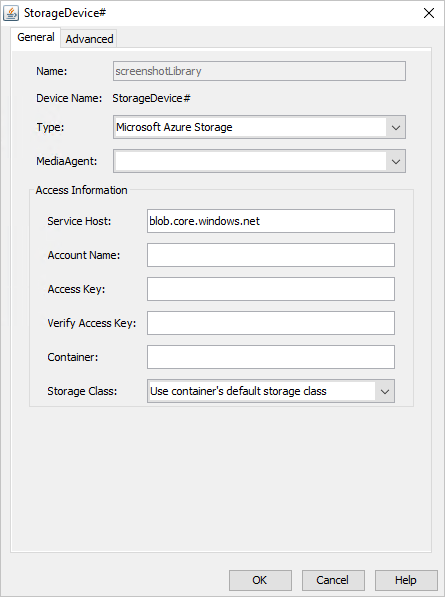 StorageDevice#
General
Advanced
Name:
screenshotLibrary
Device Name:
StorageDevice#
Type:
Microsoft Azure Storage
MediaAgent:
Access Information
Service Host:
blob.core.windows.net
Account Name:
Access Key:
Verify Access Key:
Container:
Storage Class:
Use container's default storage class
OK
Cancel
Help